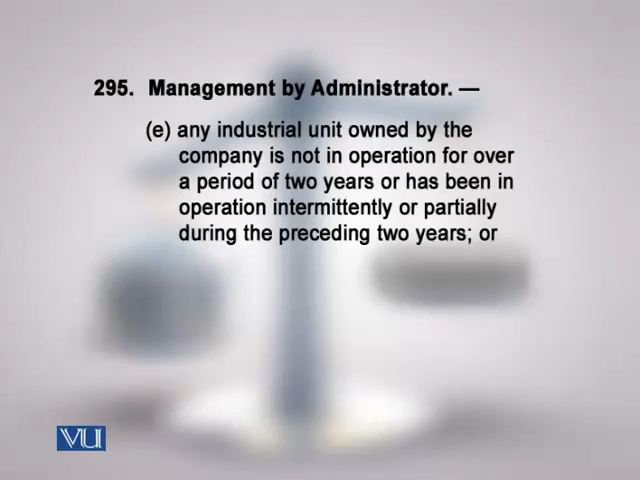 295. Management by Administrator. —
(e) any industrial unit owned by the
company is not in operation for over
a period of two years or has been in
operation intermittently or partially
during the preceding two years; or
VU